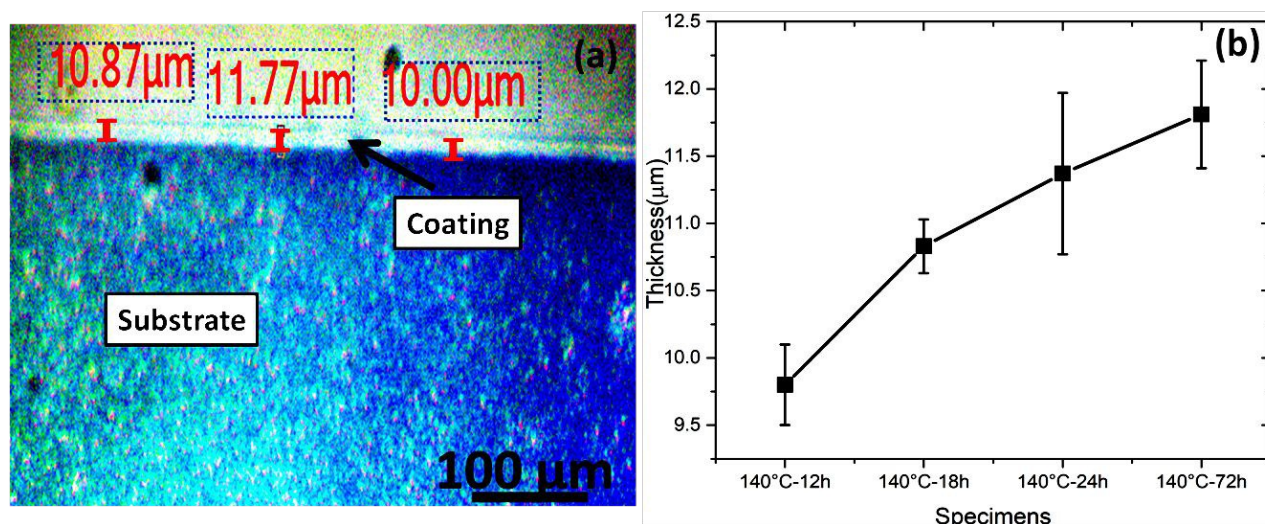 (a)
10.87μm
11.77μm
10.00μm
Coating
Substrate
100 μm
(b)
Thickness(μm)
12.5
12.0
11.5
11.0
10.5
10.0
9.5
140°C-12h
140°C-18h
140°C-24h
140°C-72h
Specimens